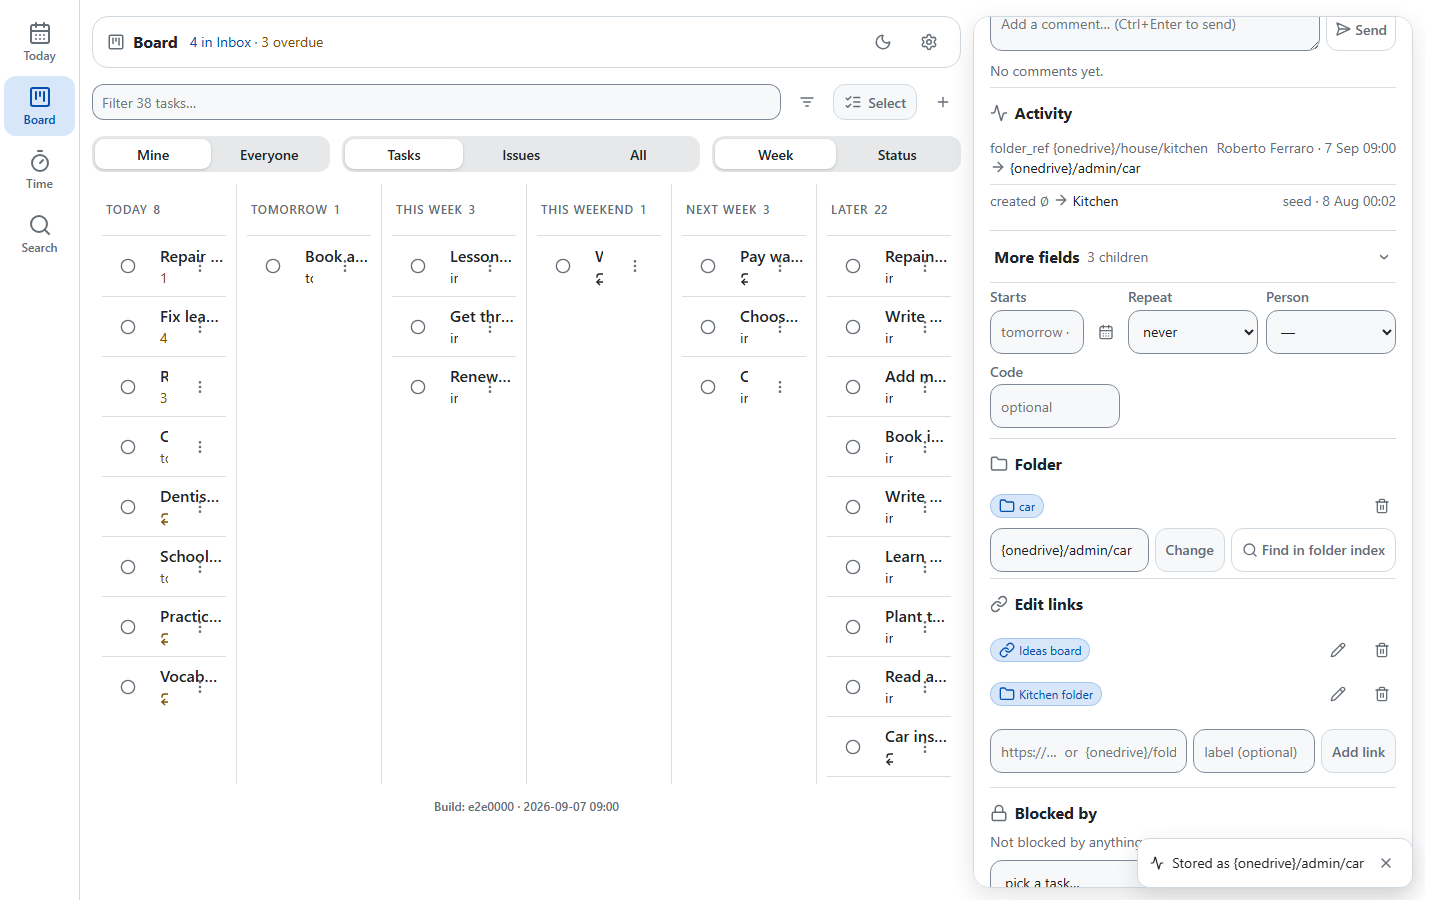 Today
Board
Time
Search
Board 4 in Inbox · 3 overdue
Filter 38 tasks...
Select
Mine Everyone
Tasks Issues All
Week Status
TODAY 8
Repair ...
1
Fix lea...
4
R
3
C
Dentis...
School...
Practic...
Vocab...
TOMORROW 1
Book a...
THIS WEEK 3
Lesson...
Get thr...
Renew...
THIS WEEKEND 1
NEXT WEEK 3
Pay wa...
Choos...
C
LATER 22
Repain...
Write ...
Add m...
Book i...
Write ...
Learn ...
Plant t...
Read a...
Car ins...
Build: e2e0000 · 2026-09-07 09:00
Add a comment... (Ctrl+Enter to send)
Send
No comments yet.
Activity
folder_ref {onedrive}/house/kitchen Roberto Ferraro · 7 Sep 09:00
→ {onedrive}/admin/car
created Ø → Kitchen seed · 8 Aug 00:02
More fields 3 children
Starts Repeat Person
tomorrow · never —
Code
optional
Folder
car
{onedrive}/admin/car Change Find in folder index
Edit links
Ideas board
Kitchen folder
https://... or {onedrive}/fold label (optional) Add link
Blocked by
Not blocked by anything
pick a task...
Stored as {onedrive}/admin/car